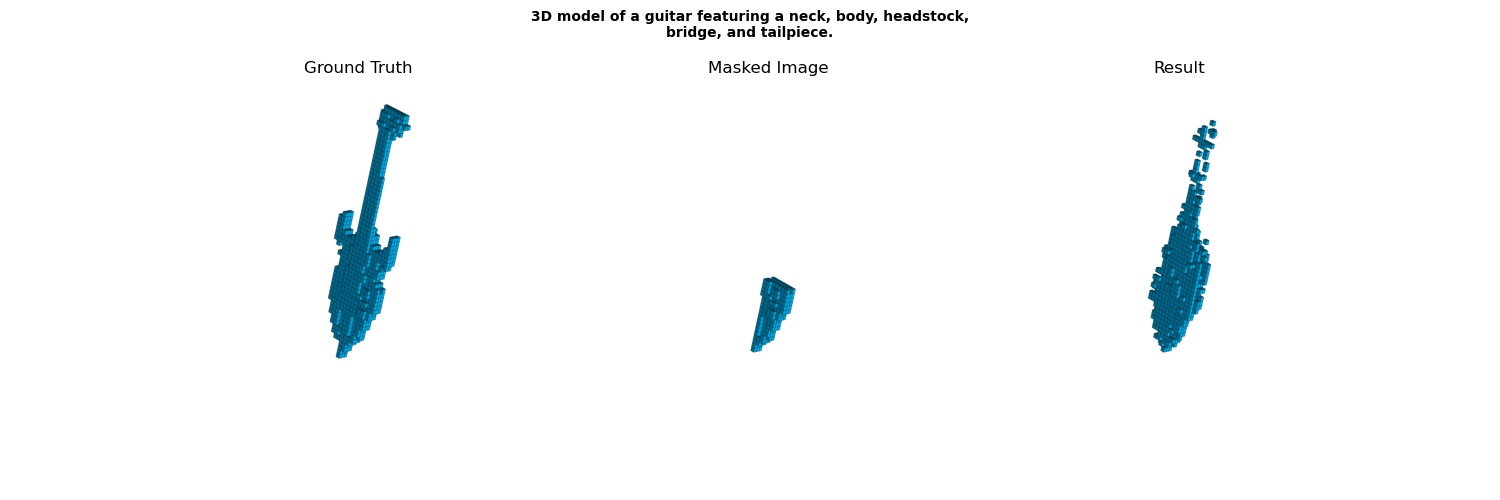 3D model of a guitar featuring a neck, body, headstock,
bridge, and tailpiece.
Ground Truth
Masked Image
Result